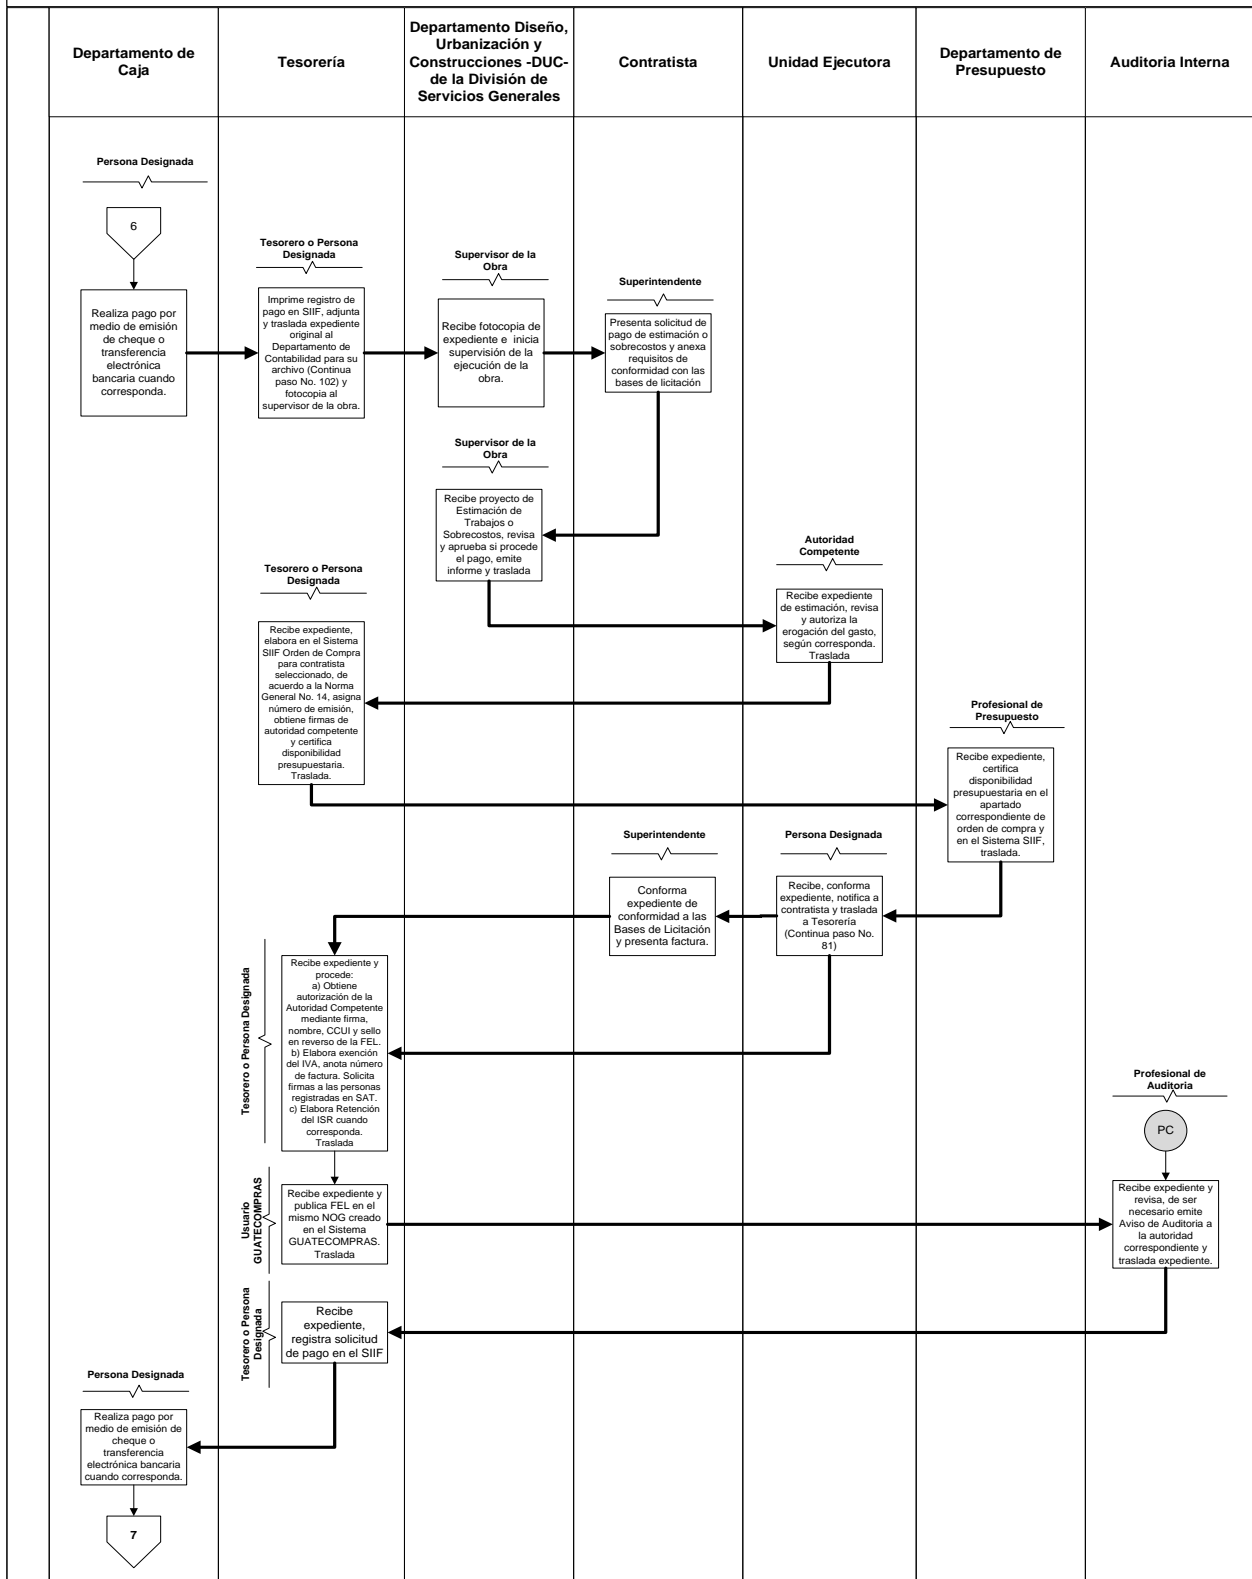 Departamento de
Caja
Tesorería
Departamento Diseño,
Urbanización y
Construcciones -DUC-
de la División de
Servicios Generales
Contratista
Unidad Ejecutora
Departamento de
Presupuesto
Auditoria Interna
Persona Designada
6
Realiza pago por
medio de emisión
de cheque o
transferencia
electrónica
bancaria cuando
corresponda.
Tesorero o Persona
Designada
Imprime registro de
pago en SIIF, adjunta
y traslada expediente
original al
Departamento de
Contabilidad para su
archivo (Continua
paso No. 102) y
fotocopia al
supervisor de la obra.
Supervisor de la
Obra
Recibe fotocopia de
expediente e  inicia
supervisión de la
ejecución de la
obra.
Superintendente
Presenta solicitud de
pago de estimación o
sobrecostos y anexa
requisitos de
conformidad con las
bases de licitación
Supervisor de la
Obra
Recibe proyecto de
Estimación de
Trabajos o
Sobrecostos, revisa
y aprueba si procede
el pago, emite
informe y traslada
Autoridad
Competente
Recibe expediente
de estimación, revisa
y autoriza la
erogación del gasto,
según corresponda.
Traslada
Tesorero o Persona
Designada
Recibe expediente,
elabora en el Sistema
SIIF Orden de Compra
para contratista
seleccionado, de
acuerdo a la Norma
General No. 14, asigna
número de emisión,
obtiene firmas de
autoridad competente
y certifica
disponibilidad
presupuestaria.
Traslada.
Profesional de
Presupuesto
Recibe expediente,
certifica
disponibilidad
presupuestaria en el
apartado
correspondiente de
orden de compra y
en el Sistema SIIF,
traslada.
Persona Designada
Recibe, conforma
expediente, notifica a
contratista y traslada
a Tesorería
(Continua paso No.
81)
Superintendente
Conforma
expediente de
conformidad a las
Bases de Licitación
y presenta factura.
Tesorero o Persona Designada
Recibe expediente y
procede:
a) Obtiene
autorización de la
Autoridad Competente
mediante firma,
nombre, CCUI y sello
en reverso de la FEL.
b) Elabora exención
del IVA, anota número
de factura. Solicita
firmas a las personas
registradas en SAT.
c) Elabora Retención
del ISR cuando
corresponda.
Traslada
Usuario
GUATECOMPRAS
Recibe expediente y
publica FEL en el
mismo NOG creado
en el Sistema
GUATECOMPRAS.
Traslada
Profesional de
Auditoria
PC
Recibe expediente y
revisa, de ser
necesario emite
Aviso de Auditoria a
la autoridad
correspondiente y
traslada expediente.
Tesorero o Persona
Designada
Recibe
expediente,
registra solicitud
de pago en el SIIF
Persona Designada
Realiza pago por
medio de emisión de
cheque o
transferencia
electrónica bancaria
cuando corresponda.
7